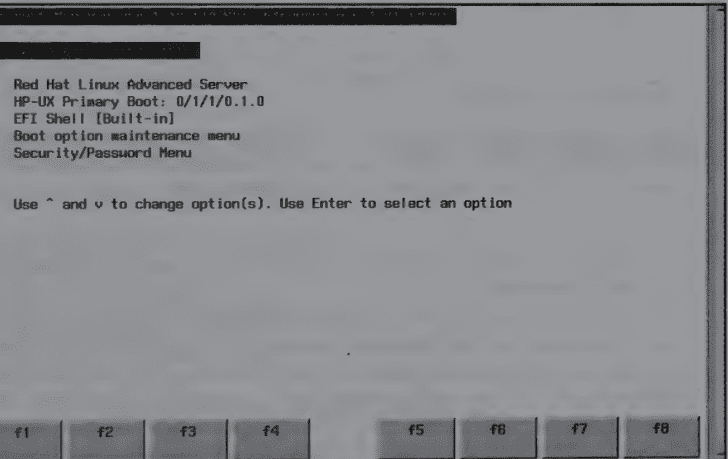 Red Hat Linux Advanced Server
HP-UX Primary Boot: 0/1/1/0.1.0
EFI Shell [Built-in]
Boot option maintenance menu
Security/Password Menu
Use ^ and v to change option(s). Use Enter to select an option
f1 f2 f3 f4 f5 f6 f7 f8